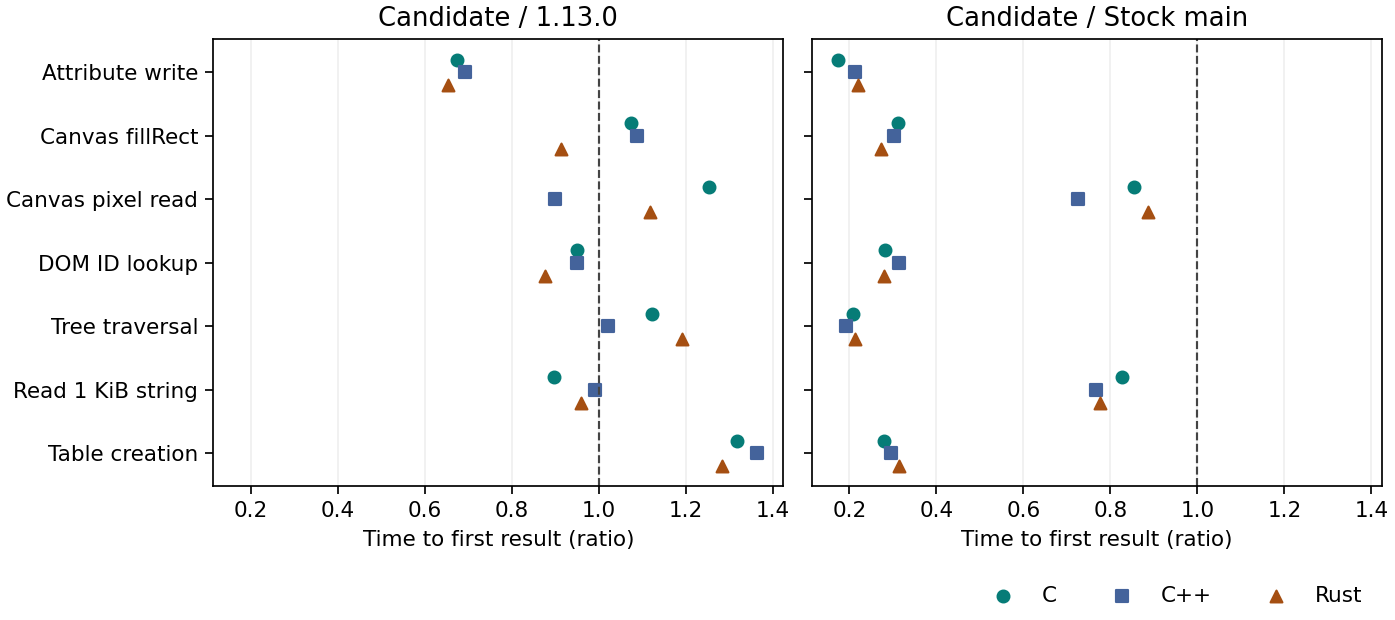 Candidate / 1.13.0
Candidate / Stock main
Attribute write
Canvas fillRect
Canvas pixel read
DOM ID lookup
Tree traversal
Read 1 KiB string
Table creation
0.2 0.4 0.6 0.8 1.0 1.2 1.4
0.2 0.4 0.6 0.8 1.0 1.2 1.4
Time to first result (ratio)
Time to first result (ratio)
C C++ Rust